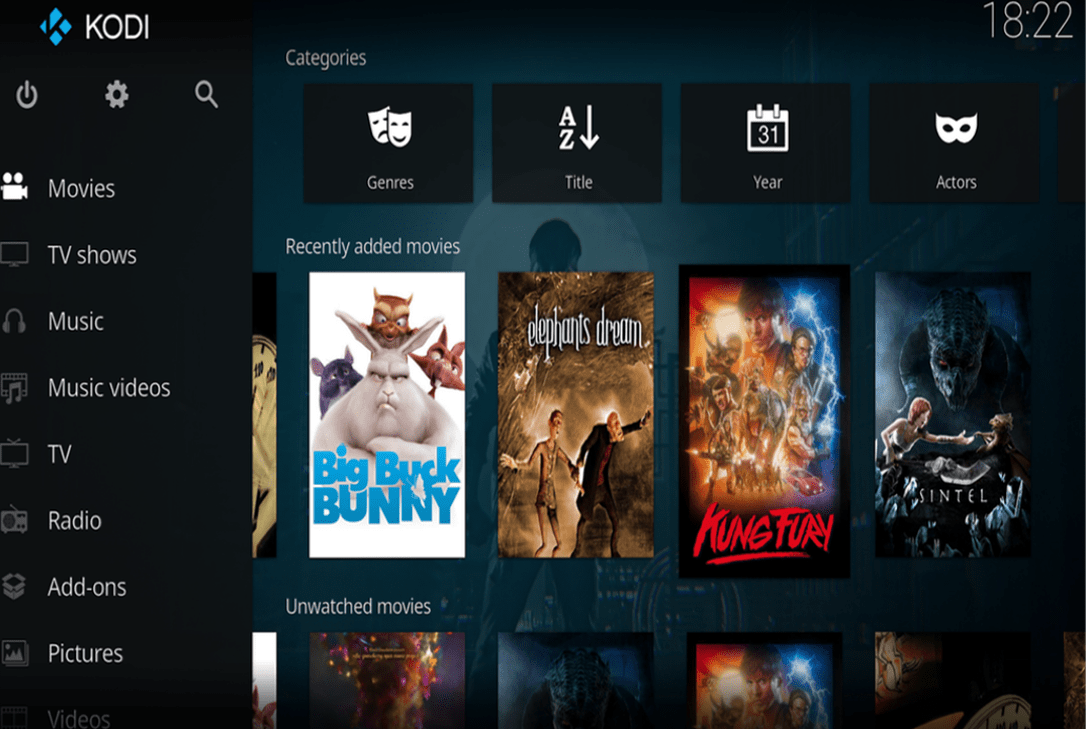 KODI
18:22
Movies
TV shows
Music
Music videos
TV
Radio
Add-ons
Pictures
Videos
Categories
Genres
A
Z
Title
31
Year
Actors
Recently added movies
Big Buck
BUNNY
elephants dream
KUNG FURY
SINTEL
Unwatched movies